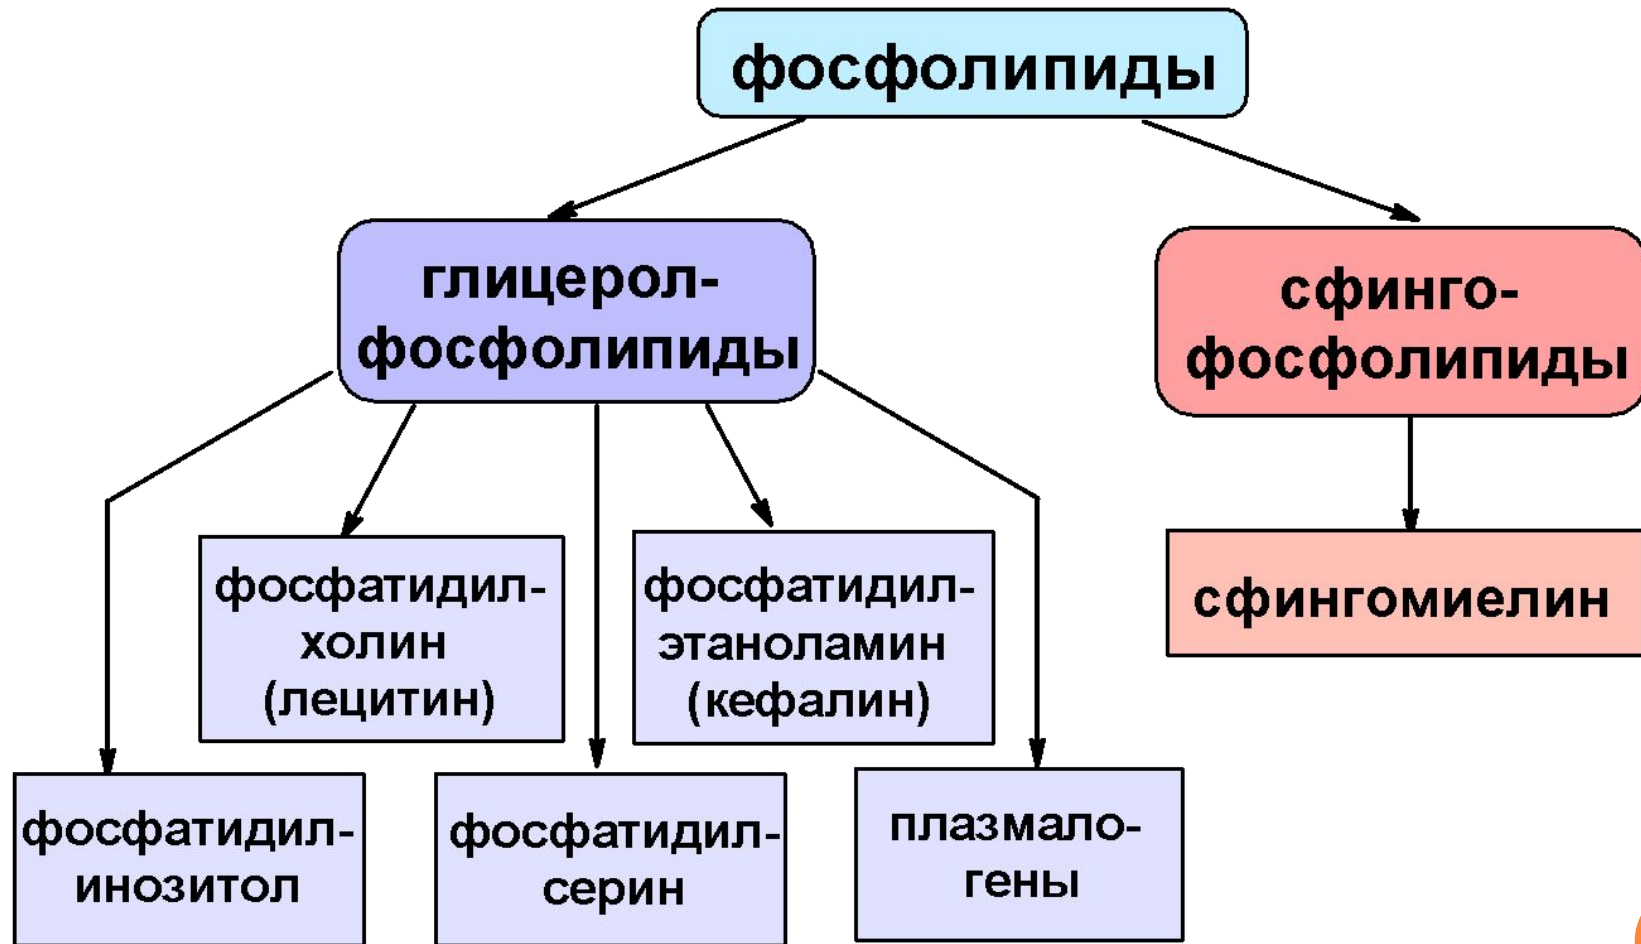 фосфолипиды
глицерол-
фосфолипиды
сфинго-
фосфолипиды
фосфатидил-
холин
(лецитин)
фосфатидил-
этаноламин
(кефалин)
сфингомиелин
фосфатидил-
инозитол
фосфатидил-
серин
плазмало-
гены